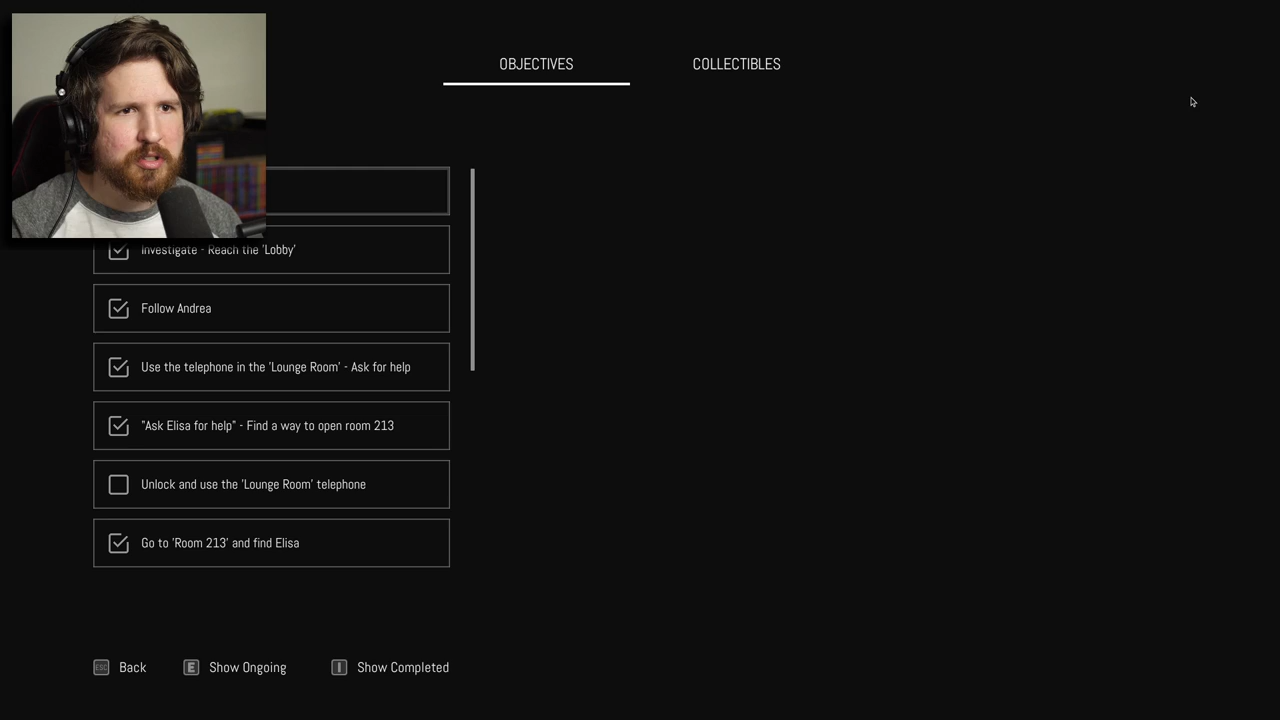 OBJECTIVES COLLECTIBLES
Investigate - Reach the 'Lobby'
Follow Andrea
Use the telephone in the 'Lounge Room' - Ask for help
"Ask Elisa for help" - Find a way to open room 213
Unlock and use the 'Lounge Room' telephone
Go to 'Room 213' and find Elisa
ESC Back E Show Ongoing I Show Completed